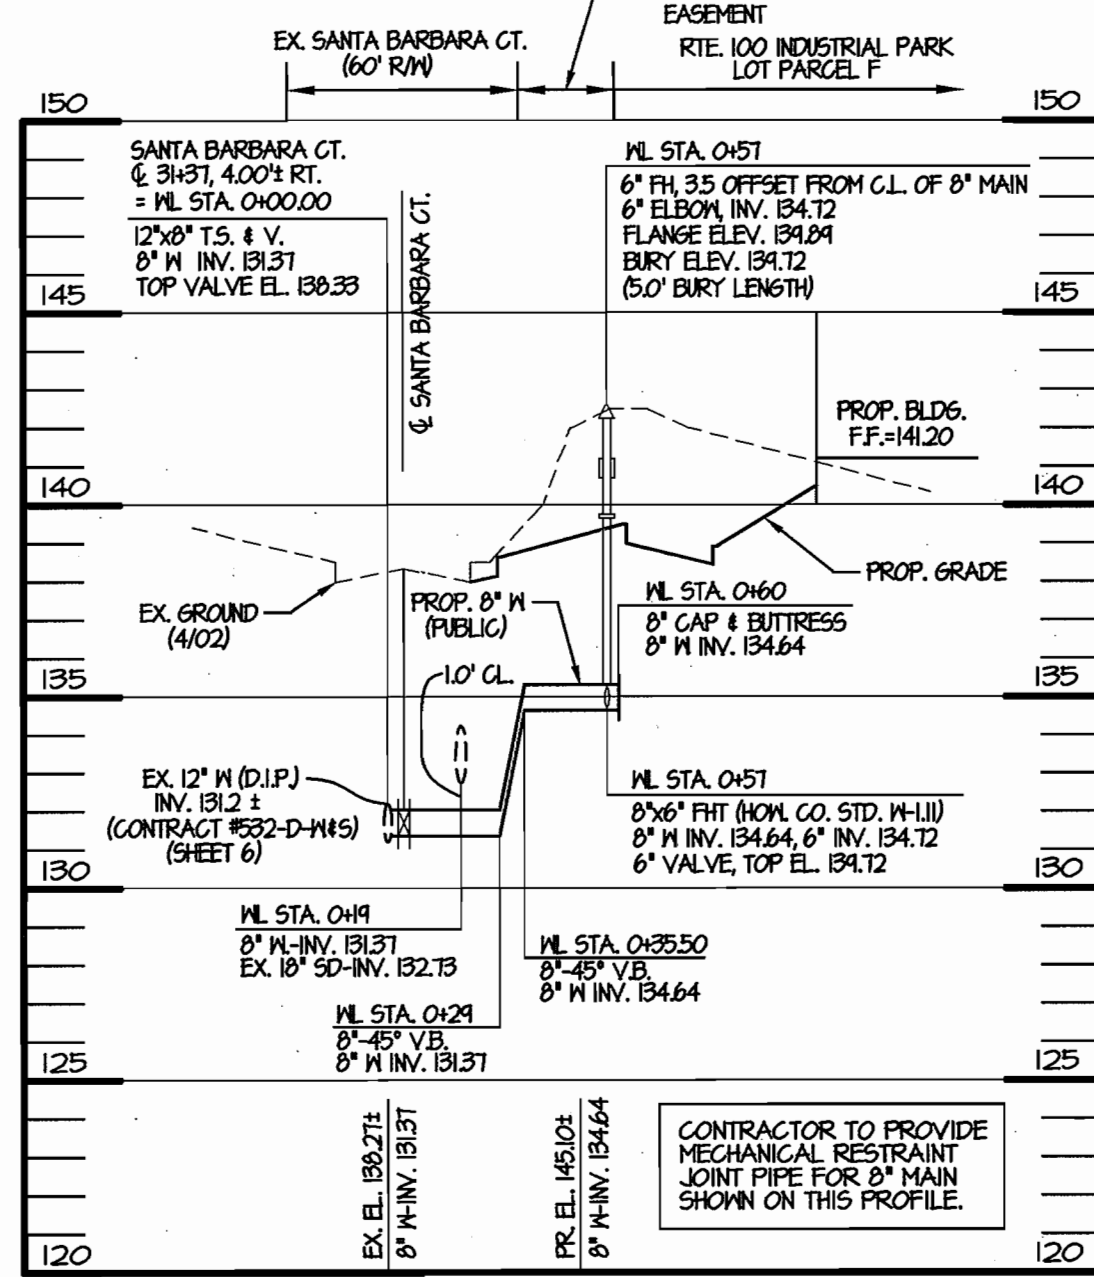 EASEMENT
EX. SANTA BARBARA CT.
(60' R/W)
RTE. 100 INDUSTRIAL PARK
LOT PARCEL F
150
150
SANTA BARBARA CT.
℄ 31+37, 4.00'± RT.
= WL STA. 0+00.00
12"x8" T.S. & V.
8" W INV. 131.37
TOP VALVE EL. 138.33
℄ SANTA BARBARA CT.
WL STA. 0+57
6" FH, 3.5 OFFSET FROM C.L. OF 8" MAIN
6" ELBOW, INV. 134.72
FLANGE ELEV. 139.89
BURY ELEV. 139.72
(5.0' BURY LENGTH)
145
145
PROP. BLDG.
F.F.=141.20
140
140
EX. GROUND
(4/02)
PROP. 8" W
(PUBLIC)
WL STA. 0+60
8" CAP & BUTTRESS
8" W INV. 134.64
PROP. GRADE
135
135
1.0' CL.
EX. 12" W (D.I.P.)
INV. 131.2 ±
(CONTRACT #532-D-W&S)
(SHEET 6)
WL STA. 0+57
8"x6" FHT (HOW. CO. STD. W-1.11)
8" W INV. 134.64, 6" INV. 134.72
6" VALVE, TOP EL. 139.72
130
130
WL STA. 0+19
8" W.-INV. 131.37
EX. 18" SD-INV. 132.73
WL STA. 0+35.50
8"-45° V.B.
8" W INV. 134.64
WL STA. 0+29
8"-45° V.B.
8" W INV. 131.37
125
125
EX. EL. 138.27±
8" W-INV. 131.37
PR. EL. 145.10±
8" W-INV. 134.64
CONTRACTOR TO PROVIDE
MECHANICAL RESTRAINT
JOINT PIPE FOR 8" MAIN
SHOWN ON THIS PROFILE.
120
120